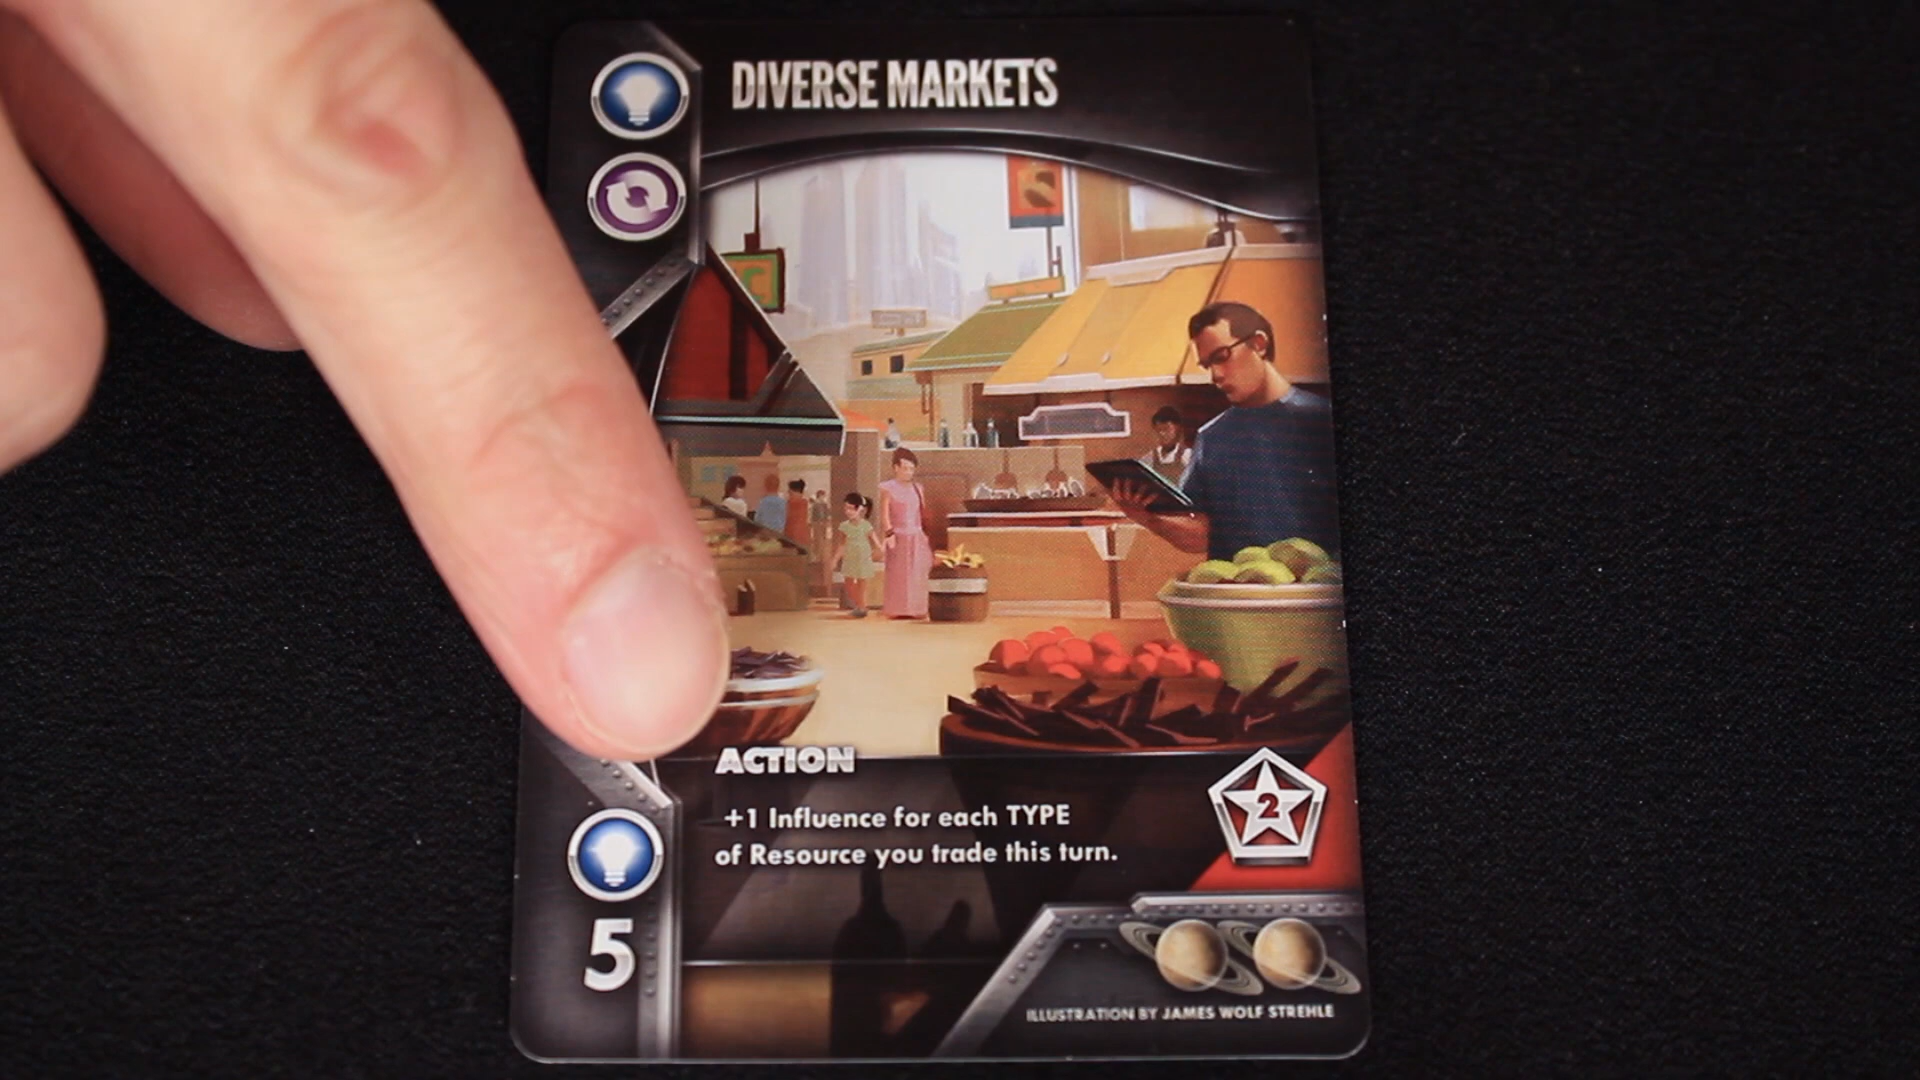 DIVERSE MARKETS
ACTION
+1 Influence for each TYPE
of Resource you trade this turn.
2
5
ILLUSTRATION BY JAMES WOLF STREHLE